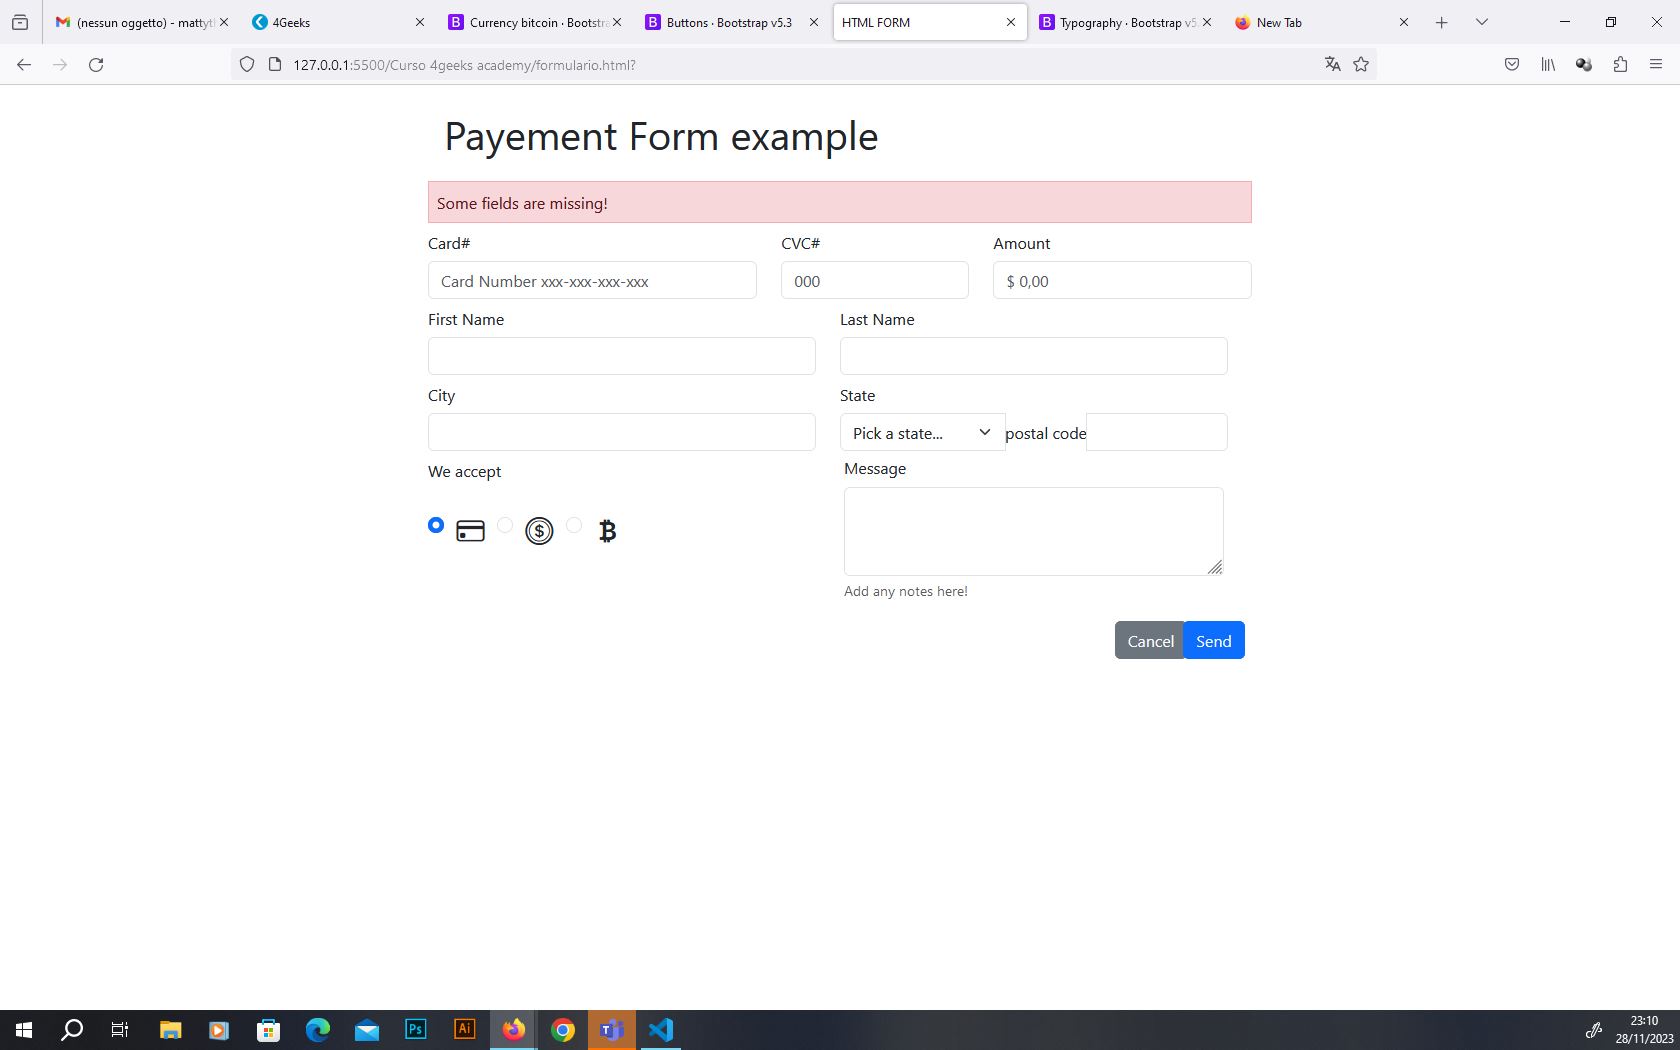 (nessun oggetto) - mattyt
4Geeks
Currency bitcoin · Bootstra
Buttons · Bootstrap v5.3
HTML FORM
Typography · Bootstrap v5.
New Tab
127.0.0.1:5500/Curso 4geeks academy/formulario.html?
Payement Form example
Some fields are missing!
Card# CVC# Amount
Card Number xxx-xxx-xxx-xxx 000 $ 0,00
First Name Last Name
City State
Pick a state... postal code
We accept Message
Add any notes here!
Cancel Send
Ps Ai
23:10
28/11/2023